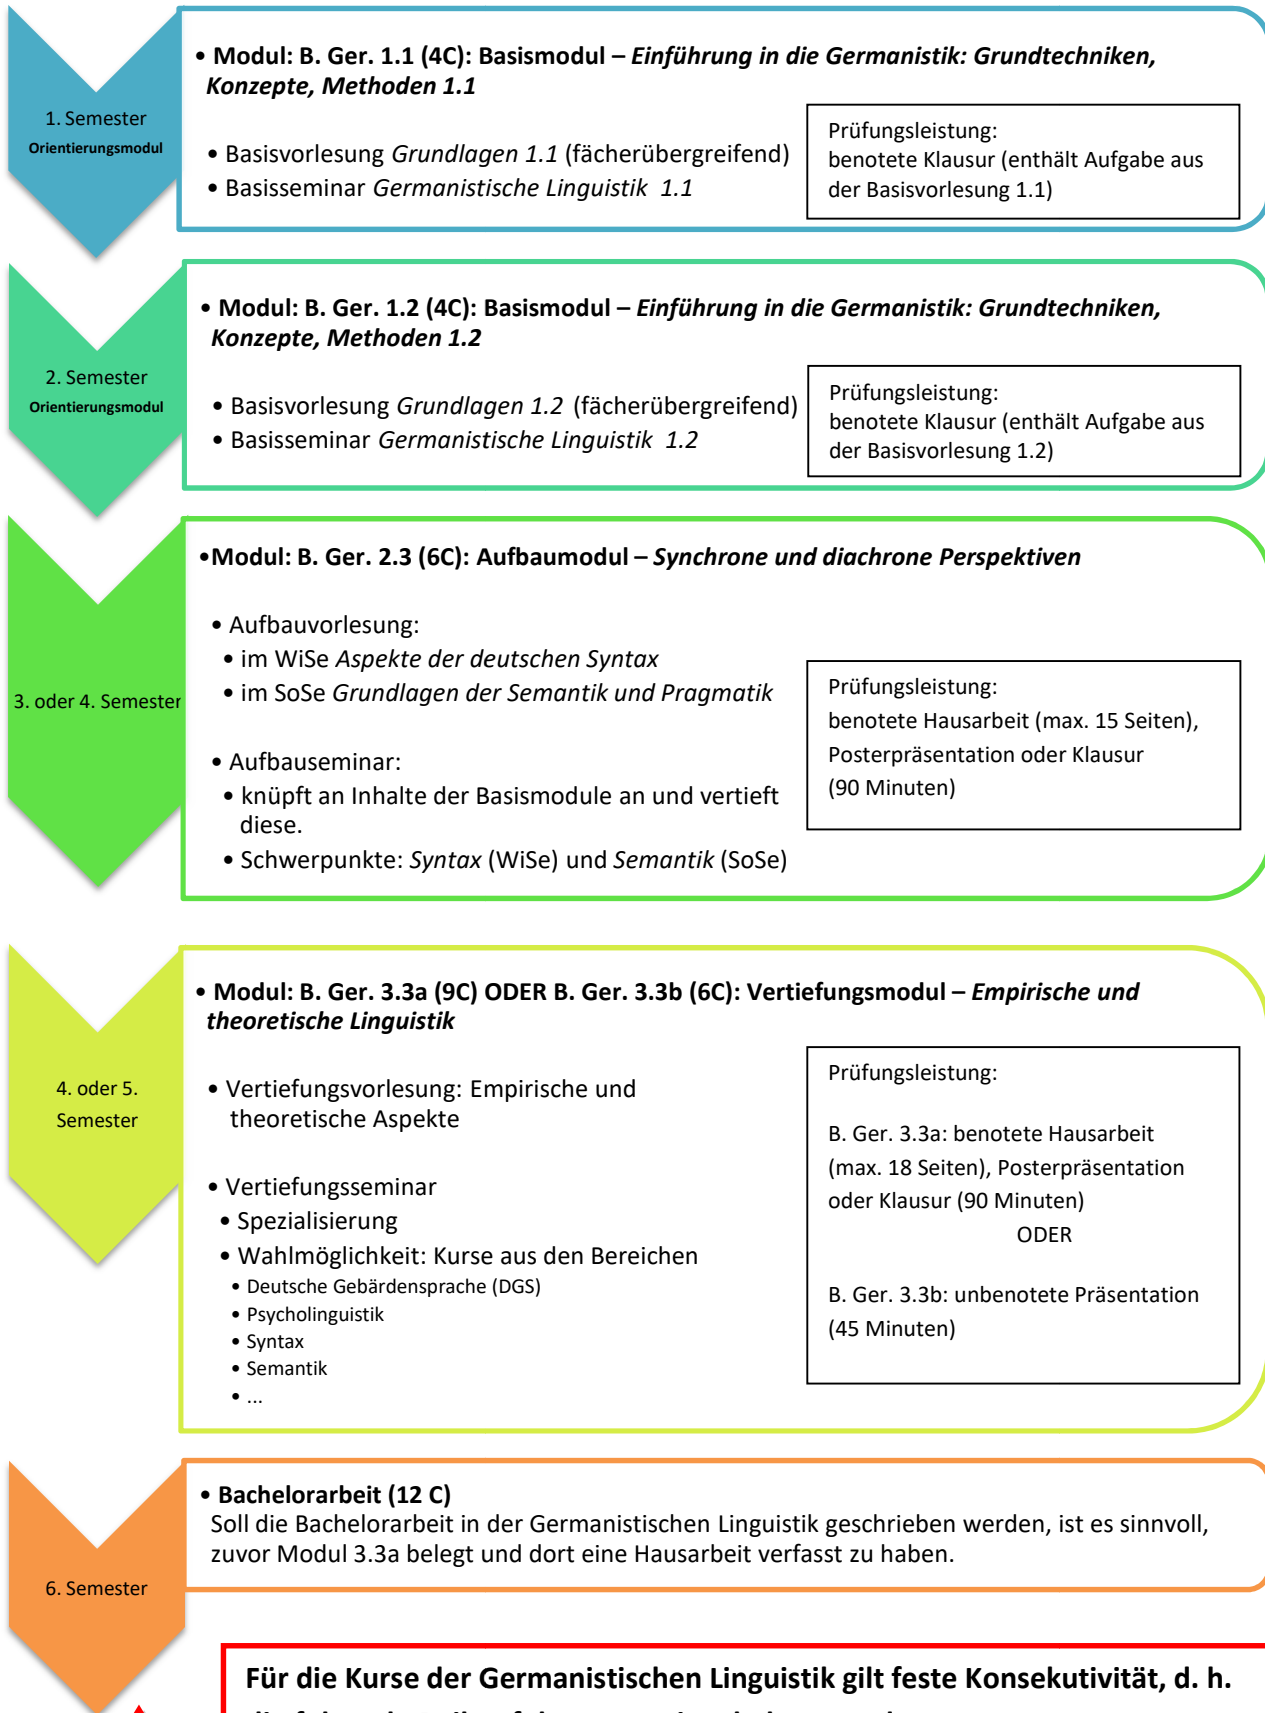 1. Semester
Orientierungsmodul
• Modul: B. Ger. 1.1 (4C): Basismodul – Einführung in die Germanistik: Grundtechniken,
Konzepte, Methoden 1.1
• Basisvorlesung Grundlagen 1.1 (fächerübergreifend)
• Basisseminar Germanistische Linguistik 1.1
Prüfungsleistung:
benotete Klausur (enthält Aufgabe aus
der Basisvorlesung 1.1)
2. Semester
Orientierungsmodul
• Modul: B. Ger. 1.2 (4C): Basismodul – Einführung in die Germanistik: Grundtechniken,
Konzepte, Methoden 1.2
• Basisvorlesung Grundlagen 1.2 (fächerübergreifend)
• Basisseminar Germanistische Linguistik 1.2
Prüfungsleistung:
benotete Klausur (enthält Aufgabe aus
der Basisvorlesung 1.2)
3. oder 4. Semester
•Modul: B. Ger. 2.3 (6C): Aufbaumodul – Synchrone und diachrone Perspektiven
• Aufbauvorlesung:
• im WiSe Aspekte der deutschen Syntax
• im SoSe Grundlagen der Semantik und Pragmatik
• Aufbauseminar:
• knüpft an Inhalte der Basismodule an und vertieft
diese.
• Schwerpunkte: Syntax (WiSe) und Semantik (SoSe)
Prüfungsleistung:
benotete Hausarbeit (max. 15 Seiten),
Posterpräsentation oder Klausur
(90 Minuten)
4. oder 5.
Semester
• Modul: B. Ger. 3.3a (9C) ODER B. Ger. 3.3b (6C): Vertiefungsmodul – Empirische und
theoretische Linguistik
• Vertiefungsvorlesung: Empirische und
theoretische Aspekte
• Vertiefungsseminar
• Spezialisierung
• Wahlmöglichkeit: Kurse aus den Bereichen
• Deutsche Gebärdensprache (DGS)
• Psycholinguistik
• Syntax
• Semantik
• ...
Prüfungsleistung:
B. Ger. 3.3a: benotete Hausarbeit
(max. 18 Seiten), Posterpräsentation
oder Klausur (90 Minuten)
ODER
B. Ger. 3.3b: unbenotete Präsentation
(45 Minuten)
6. Semester
• Bachelorarbeit (12 C)
Soll die Bachelorarbeit in der Germanistischen Linguistik geschrieben werden, ist es sinnvoll,
zuvor Modul 3.3a belegt und dort eine Hausarbeit verfasst zu haben.
Für die Kurse der Germanistischen Linguistik gilt feste Konsekutivität, d. h.